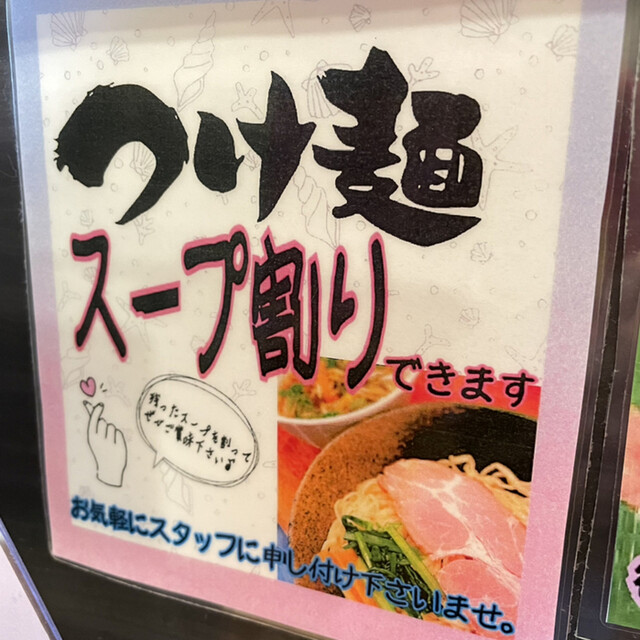 つけ麺
スープ割りできます
残ったスープを割って
ぜひご賞味下さい♪
お気軽にスタッフに申し付け下さいませ。